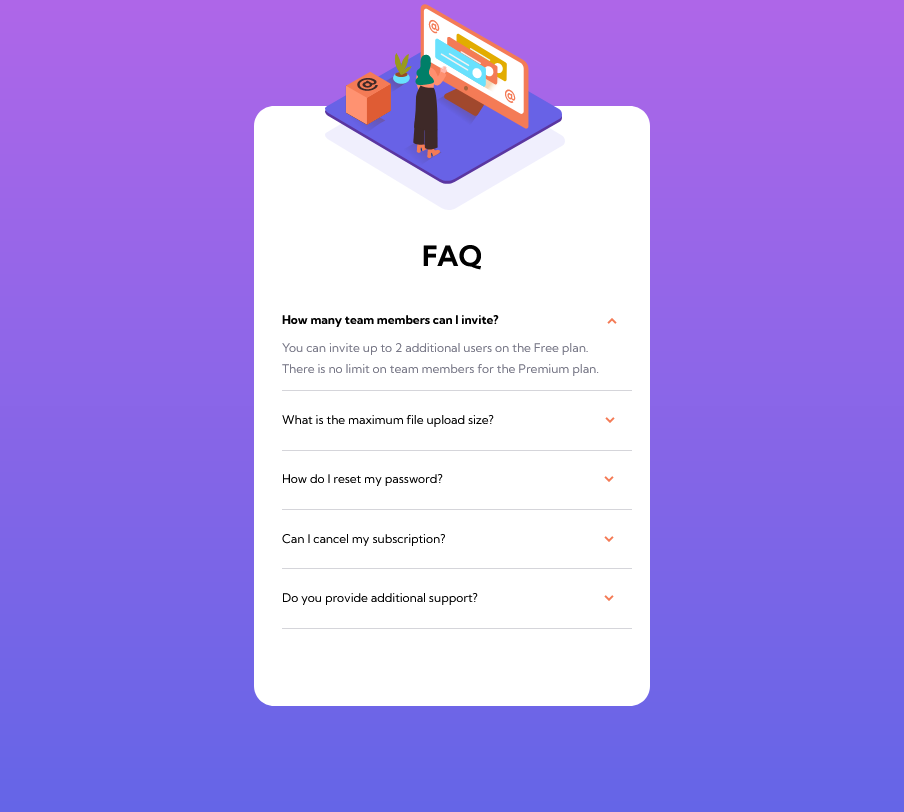 @
@
@
FAQ
How many team members can I invite?
You can invite up to 2 additional users on the Free plan.
There is no limit on team members for the Premium plan.
What is the maximum file upload size?
How do I reset my password?
Can I cancel my subscription?
Do you provide additional support?